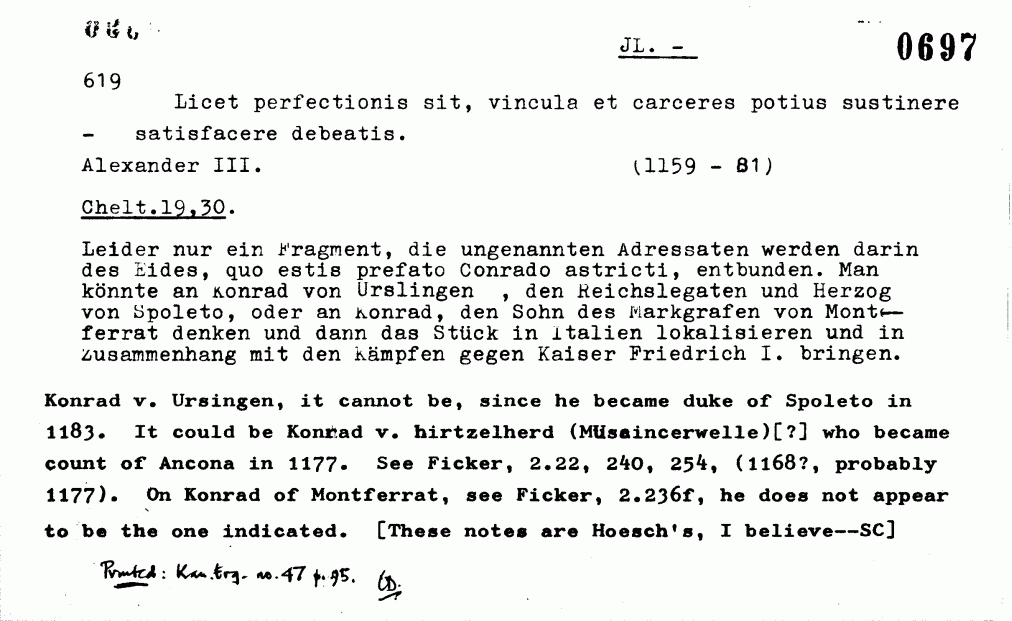 JL. - 0697
619
Licet perfectionis sit, vincula et carceres potius sustinere
- satisfacere debeatis.
Alexander III. (1159 - 81)
Chelt.19,30.
Leider nur ein Fragment, die ungenannten Adressaten werden darin
des Eides, quo estis prefato Conrado astricti, entbunden. Man
könnte an Konrad von Urslingen , den Reichslegaten und Herzog
von Spoleto, oder an Konrad, den Sohn des Markgrafen von Mont-
ferrat denken und dann das Stück in Italien lokalisieren und in
Zusammenhang mit den Kämpfen gegen Kaiser Friedrich I. bringen.
Konrad v. Ursingen, it cannot be, since he became duke of Spoleto in
1183. It could be Konrad v. hirtzelherd (Müsaincerwelle)[?] who became
count of Ancona in 1177. See Ficker, 2.22, 240, 254, (1168?, probably
1177). On Konrad of Montferrat, see Ficker, 2.236f, he does not appear
to be the one indicated. [These notes are Hoesch's, I believe--SC]
Printed: Kan. Erg. no. 47 p. 95.